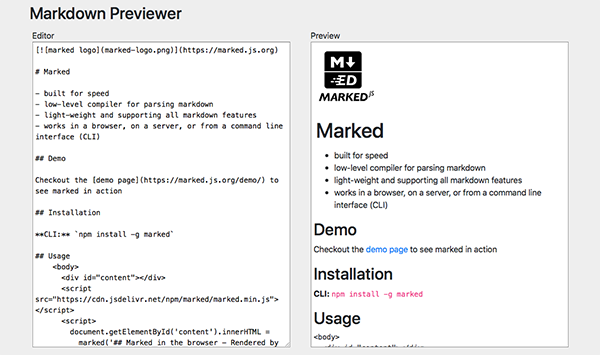 Markdown Previewer
Editor
[![marked logo](marked-logo.png)](https://marked.js.org)
# Marked
- built for speed
- low-level compiler for parsing markdown
- light-weight and supporting all markdown features
- works in a browser, on a server, or from a command line
interface (CLI)
## Demo
Checkout the [demo page](https://marked.js.org/demo/) to
see marked in action
## Installation
**CLI:** `npm install -g marked`
## Usage
<body>
<div id="content"></div>
<script
src="https://cdn.jsdelivr.net/npm/marked/marked.min.js">
</script>
<script>
document.getElementById('content').innerHTML =
marked('## Marked in the browser - Rendered by
Preview
M
ED
MARKED JS
Marked
• built for speed
• low-level compiler for parsing markdown
• light-weight and supporting all markdown features
• works in a browser, on a server, or from a command line
interface (CLI)
Demo
Checkout the demo page to see marked in action
Installation
CLI: npm install -g marked
Usage
<body>
<div id="content"></div>